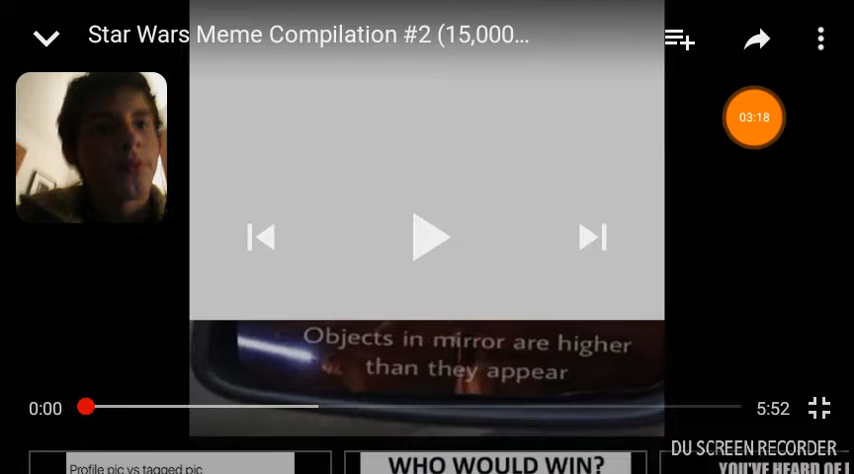 Star Wars Meme Compilation #2 (15,000...
03:18
Objects in mirror are higher
than they appear
0:00
5:52
DU SCREEN RECORDER
Profile pic vs tagged pic
WHO WOULD WIN?
YOU'VE HEARD OF